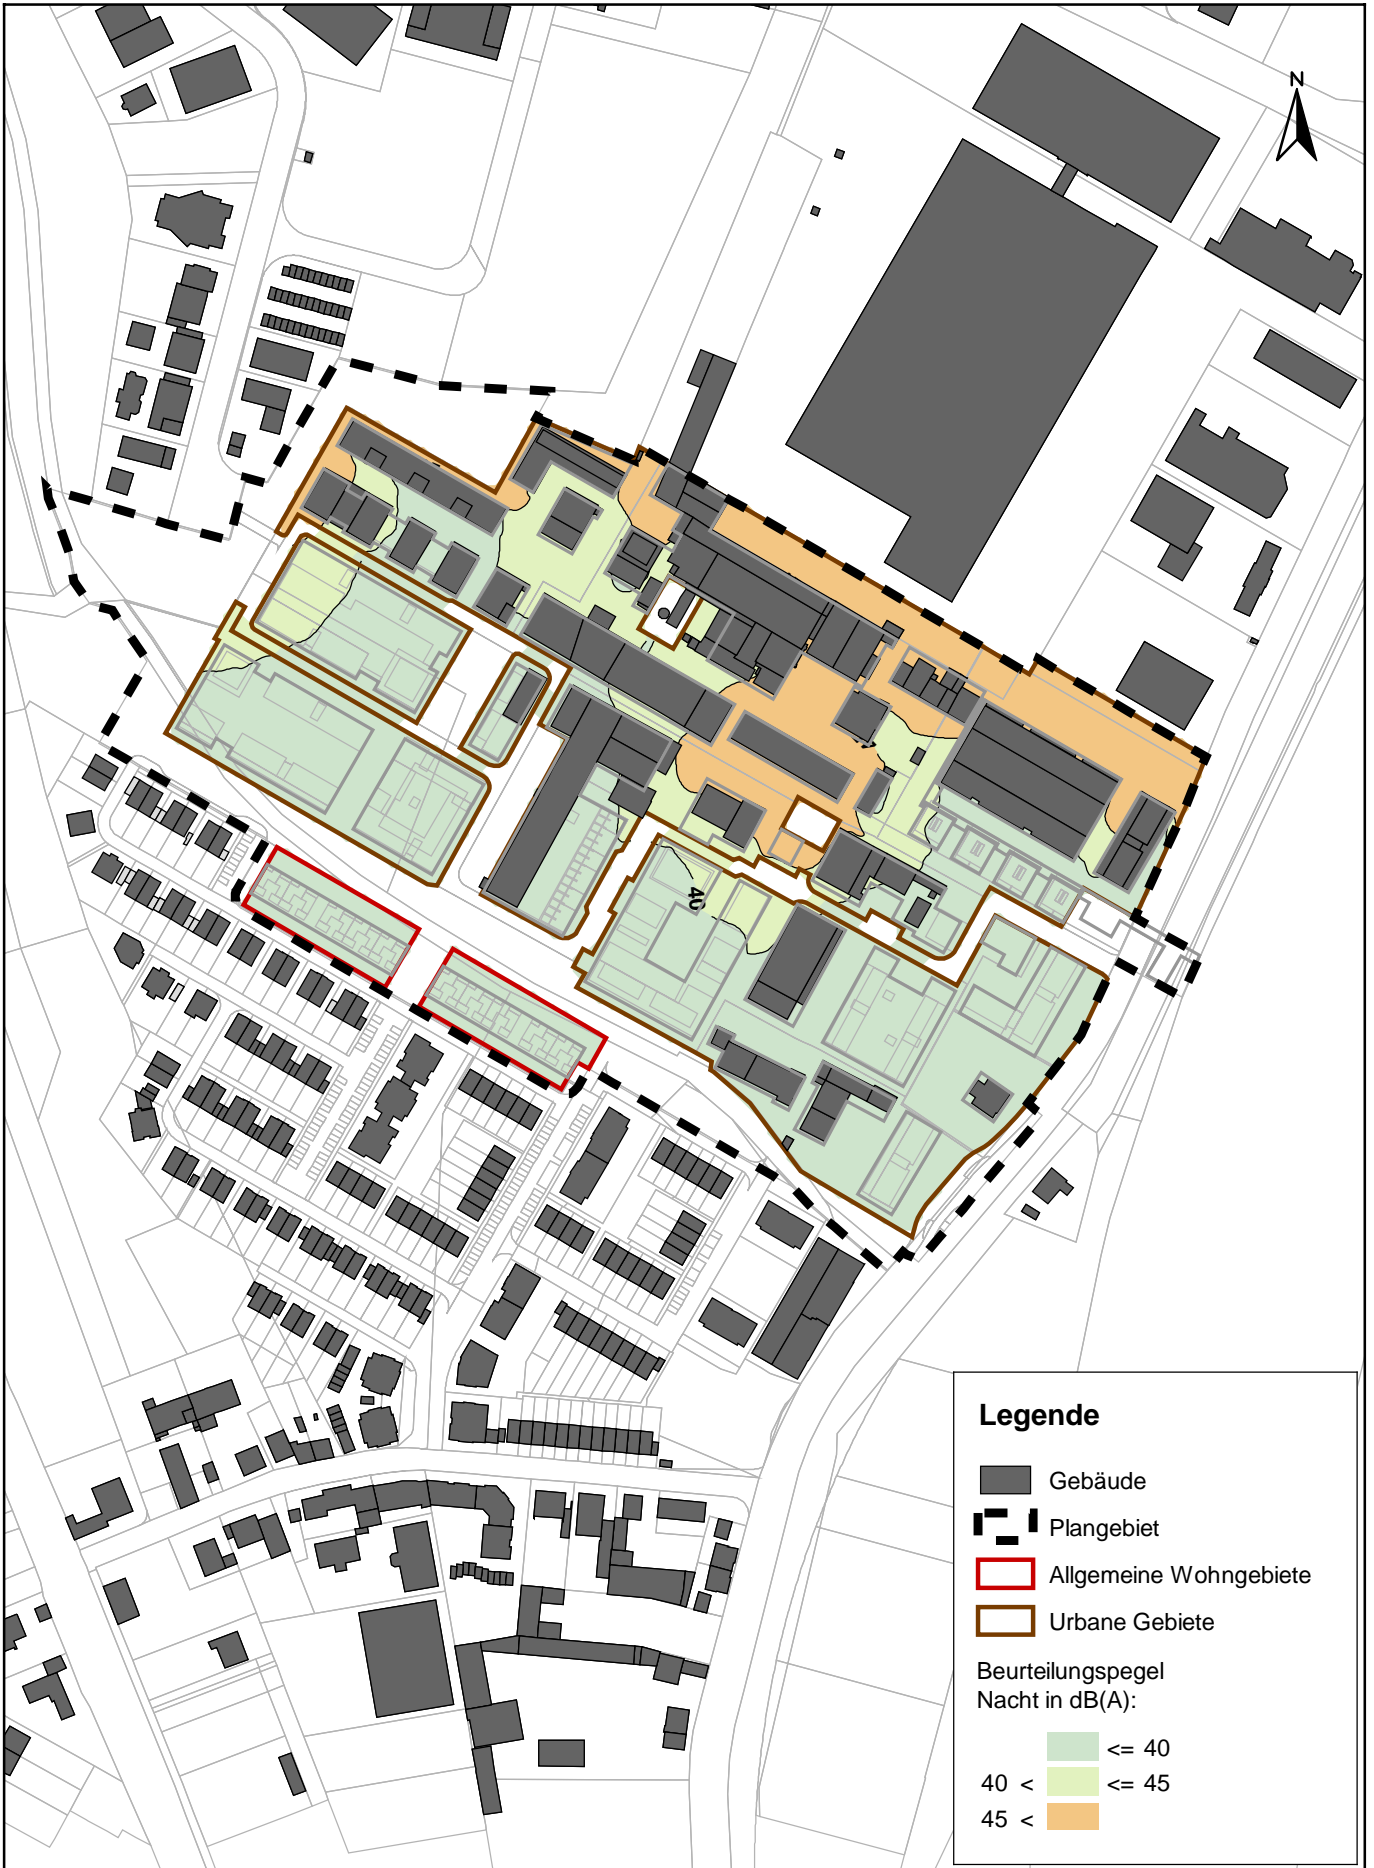 N
40
Legende
Gebäude
Plangebiet
Allgemeine Wohngebiete
Urbane Gebiete
Beurteilungspegel
Nacht in dB(A):
<= 40
40 < <= 45
45 <